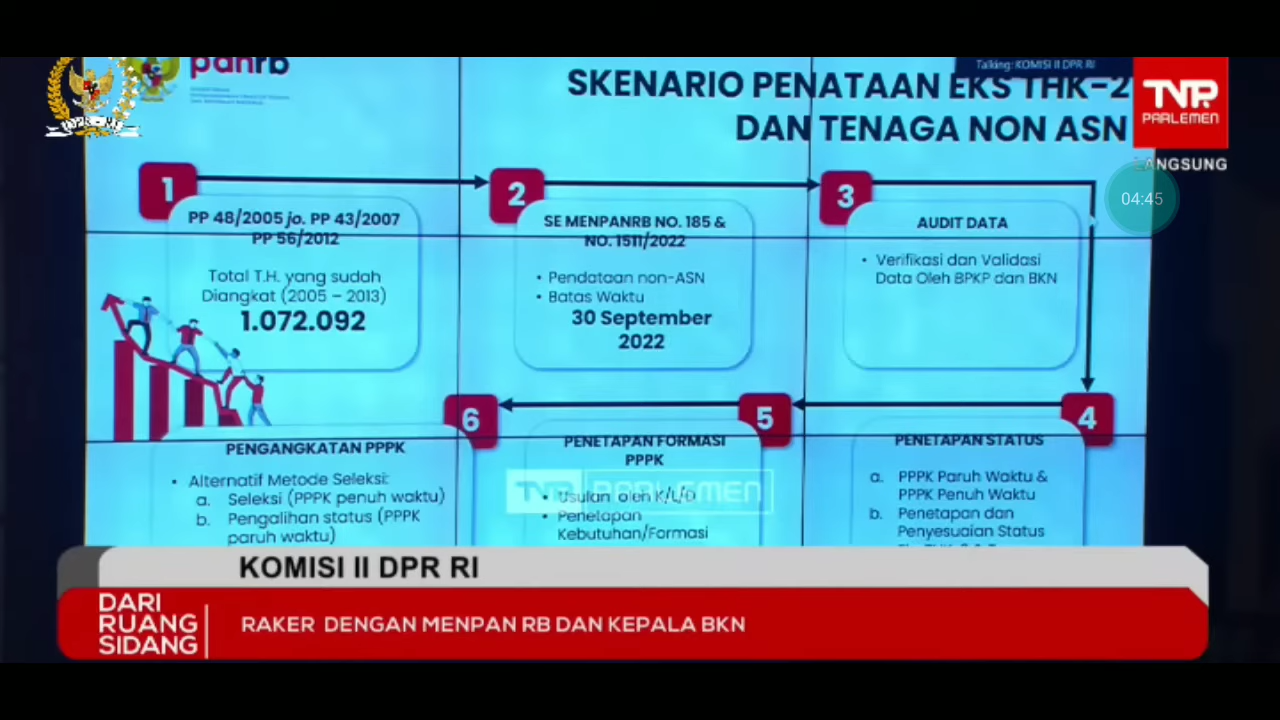 panrb
Talking: KOMISI II DPR RI
SKENARIO PENATAAN EKS THK-2
DAN TENAGA NON ASN
TVP.
PARLEMEN
LANGSUNG
04:45
1
PP 48/2005 jo. PP 43/2007
PP 56/2012
Total T.H. yang sudah
Diangkat (2005 – 2013)
1.072.092
2
SE MENPANRB NO. 185 &
NO. 1511/2022
• Pendataan non-ASN
• Batas Waktu
30 September
2022
3
AUDIT DATA
• Verifikasi dan Validasi
Data Oleh BPKP dan BKN
6
PENGANGKATAN PPPK
• Alternatif Metode Seleksi:
a. Seleksi (PPPK penuh waktu)
b. Pengalihan status (PPPK
paruh waktu)
5
PENETAPAN FORMASI
PPPK
• Usulan oleh K/L/D
• Penetapan
Kebutuhan/Formasi
TVP PARLEMEN
4
PENETAPAN STATUS
a. PPPK Paruh Waktu &
PPPK Penuh Waktu
b. Penetapan dan
Penyesuaian Status
KOMISI II DPR RI
DARI
RUANG
SIDANG
RAKER DENGAN MENPAN RB DAN KEPALA BKN